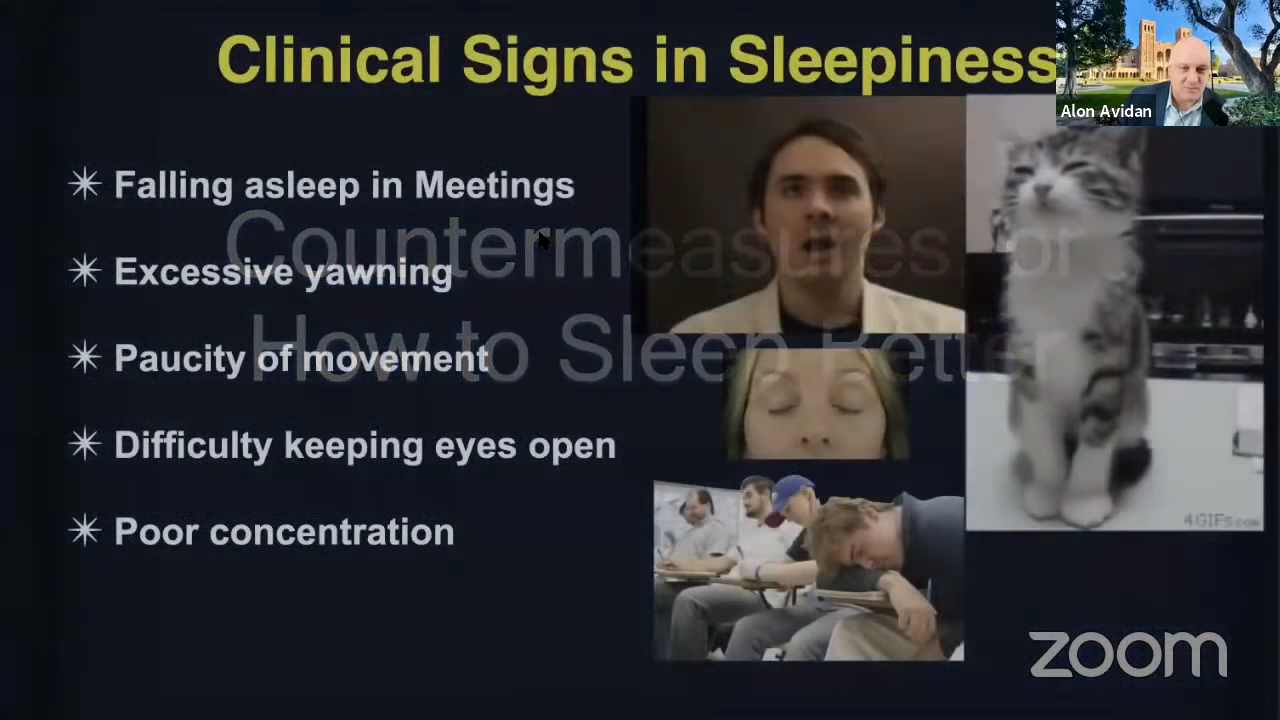 Clinical Signs in Sleepiness
Alon Avidan
Falling asleep in Meetings
Countermeasures for
Excessive yawning
How to Sleep Better
Paucity of movement
Difficulty keeping eyes open
Poor concentration
4GIFs.com
zoom